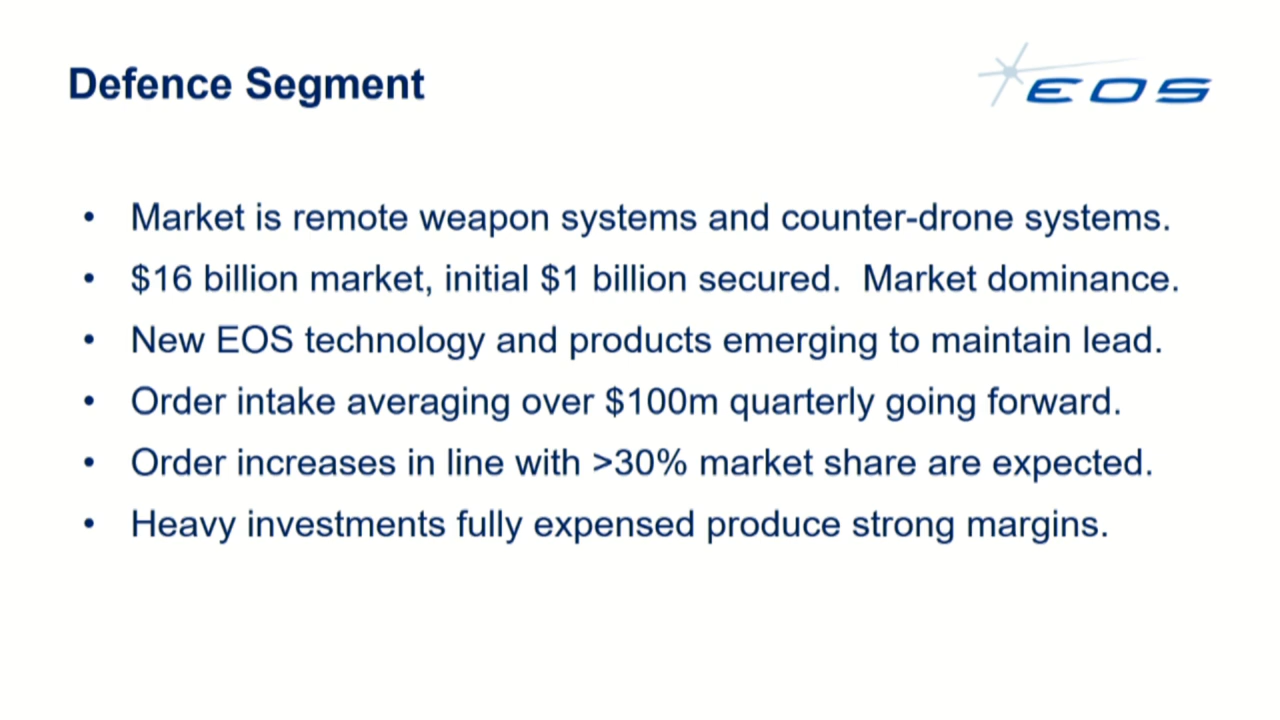 Defence Segment
EOS
• Market is remote weapon systems and counter-drone systems.
• $16 billion market, initial $1 billion secured.  Market dominance.
• New EOS technology and products emerging to maintain lead.
• Order intake averaging over $100m quarterly going forward.
• Order increases in line with >30% market share are expected.
• Heavy investments fully expensed produce strong margins.